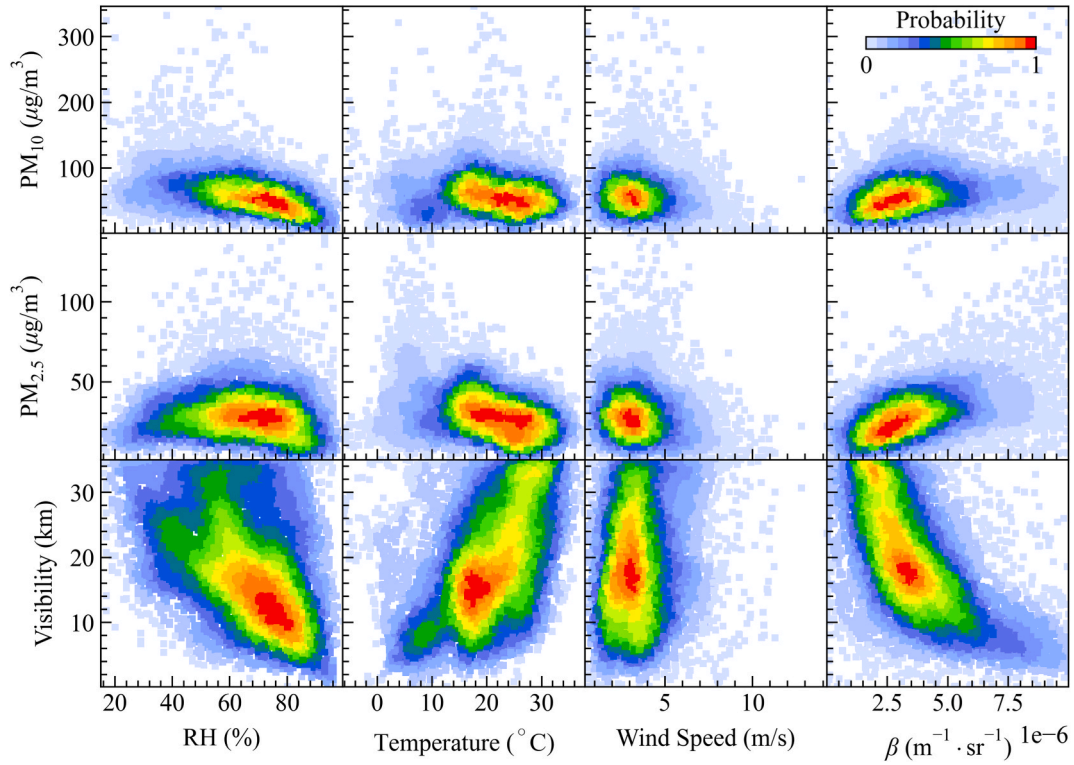 Probability
0 1
PM₁₀ (μg/m³)
300
200
100
PM₂.₅ (μg/m³)
100
50
Visibility (km)
30
20
10
20 40 60 80
0 10 20 30
5 10
2.5 5.0 7.5
RH (%)
Temperature (°C)
Wind Speed (m/s)
β (m⁻¹ · sr⁻¹) 1e-6